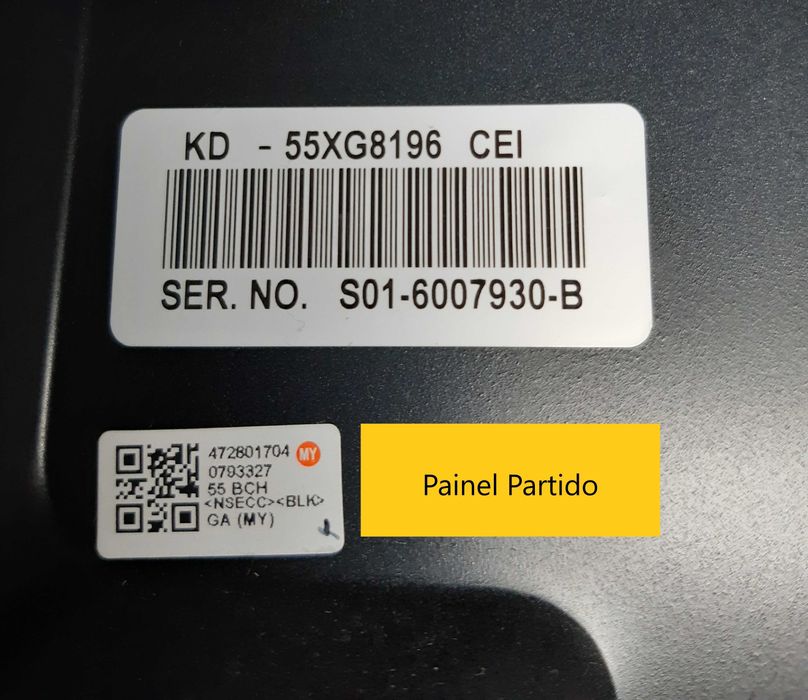 KD - 55XG8196 CEI
SER. NO. S01-6007930-B
472801704 MY
0793327
55 BCH
<NSECC><BLK>
GA (MY)
Painel Partido